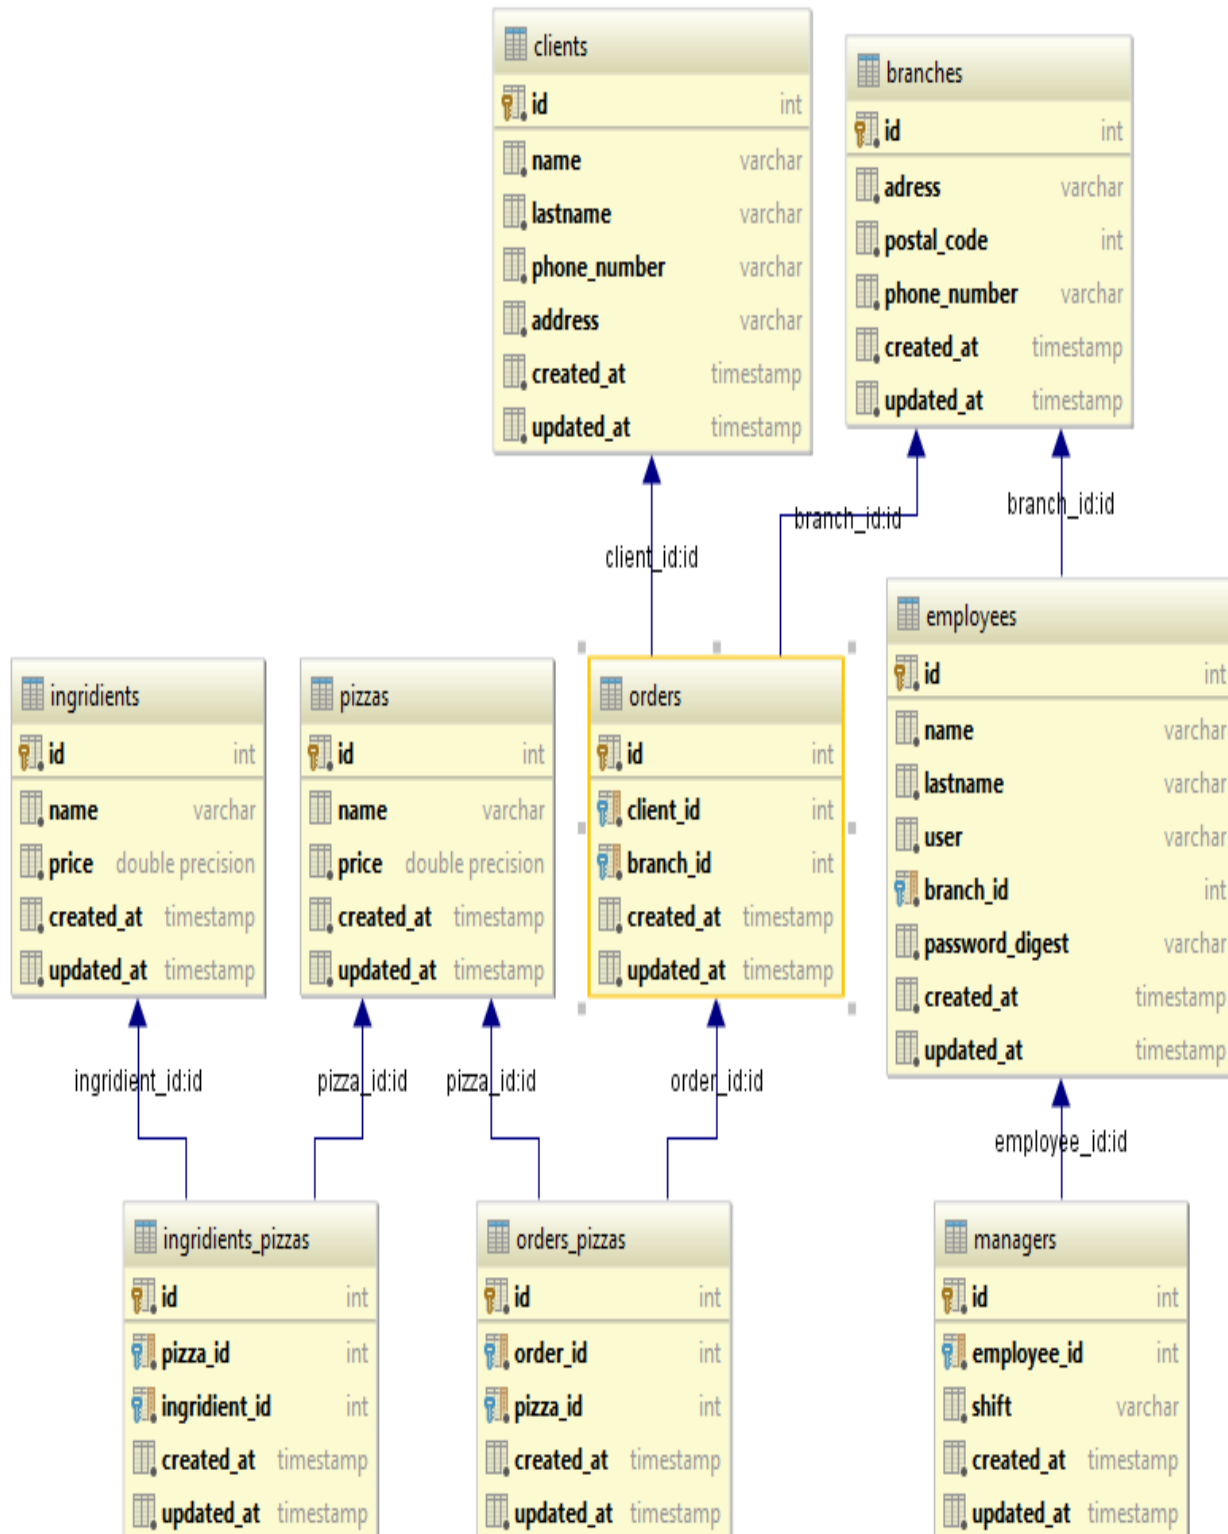 clients
id int
name varchar
lastname varchar
phone_number varchar
address varchar
created_at timestamp
updated_at timestamp
branches
id int
adress varchar
postal_code int
phone_number varchar
created_at timestamp
updated_at timestamp
client_id:id
branch_id:id
branch_id:id
ingridients
id int
name varchar
price double precision
created_at timestamp
updated_at timestamp
pizzas
id int
name varchar
price double precision
created_at timestamp
updated_at timestamp
orders
id int
client_id int
branch_id int
created_at timestamp
updated_at timestamp
employees
id int
name varchar
lastname varchar
user varchar
branch_id int
password_digest varchar
created_at timestamp
updated_at timestamp
ingridient_id:id
pizza_id:id
pizza_id:id
order_id:id
employee_id:id
ingridients_pizzas
id int
pizza_id int
ingridient_id int
created_at timestamp
updated_at timestamp
orders_pizzas
id int
order_id int
pizza_id int
created_at timestamp
updated_at timestamp
managers
id int
employee_id int
shift varchar
created_at timestamp
updated_at timestamp